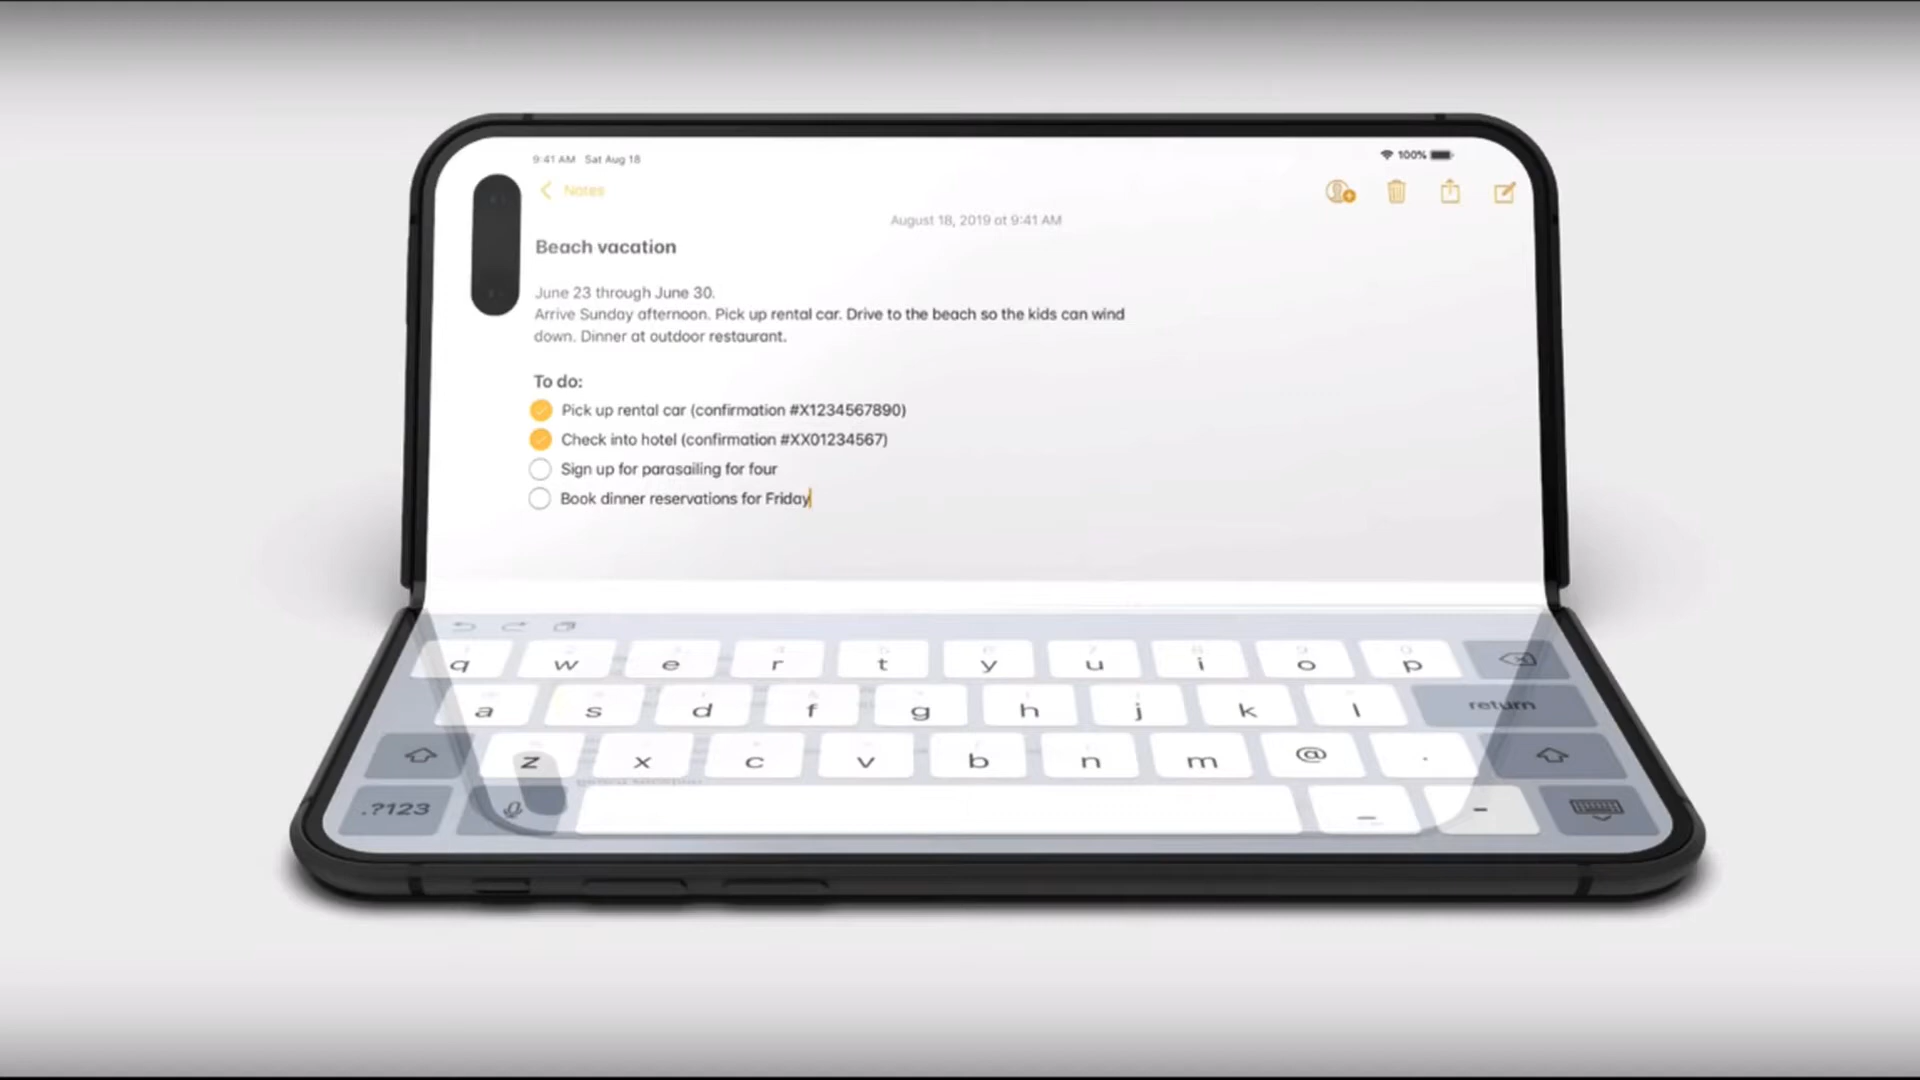 9:41 AM Sat Aug 18
100%
Notes
August 18, 2019 at 9:41 AM
Beach vacation
June 23 through June 30.
Arrive Sunday afternoon. Pick up rental car. Drive to the beach so the kids can wind
down. Dinner at outdoor restaurant.
To do:
Pick up rental car (confirmation #X1234567890)
Check into hotel (confirmation #XX01234567)
Sign up for parasailing for four
Book dinner reservations for Friday
q w e r t y u i o p
a s d f g h j k l return
z x c v b n m @ .
.?123 _ -